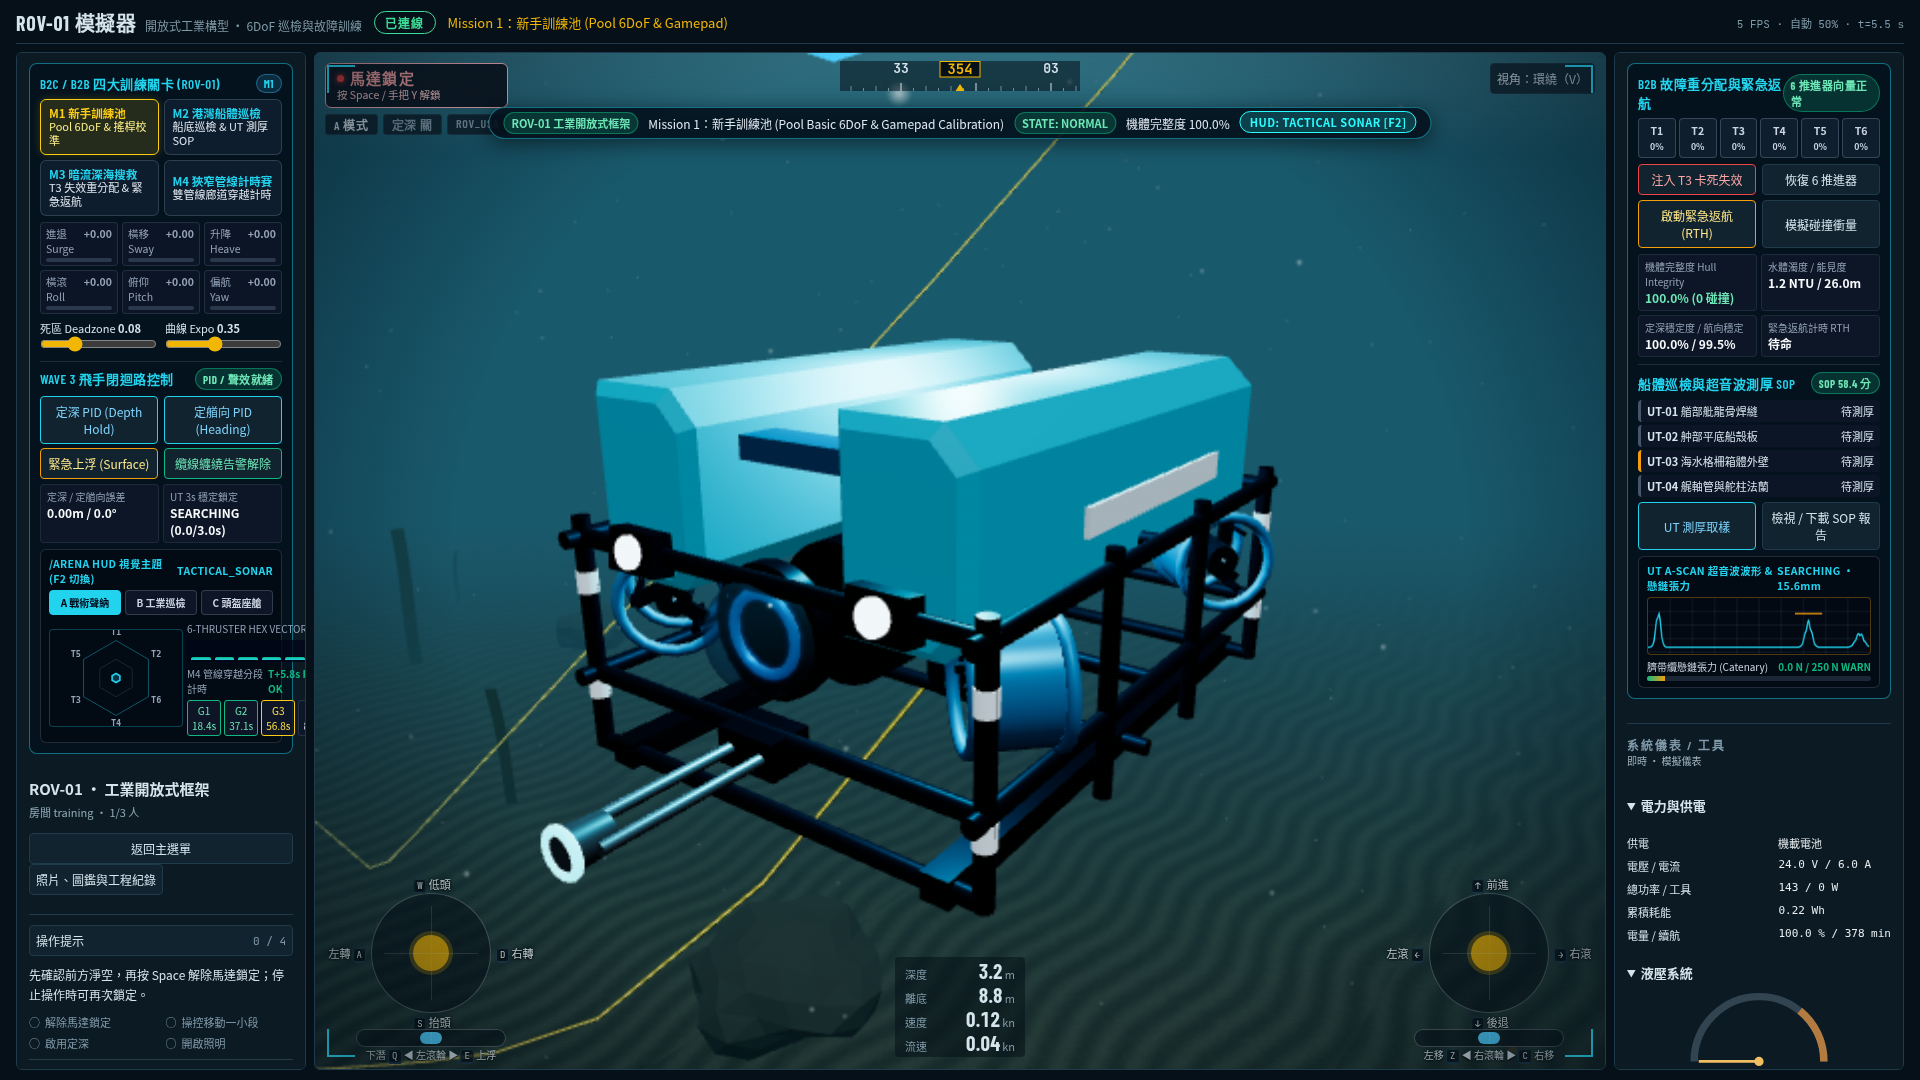 ROV-01 模擬器 開放式工業構型 · 6DoF 巡檢與故障訓練 已連線 Mission 1：新手訓練池 (Pool 6DoF & Gamepad)
5 FPS · 自動 50% · t=5.5 s
B2C / B2B 四大訓練關卡 (ROV-01) M1
M1 新手訓練池
Pool 6DoF & 搖桿校準
M2 港灣船體巡檢
船底巡檢 & UT 測厚 SOP
M3 暗流深海搜救
T3 失效重分配 & 緊急返航
M4 狹窄管線計時賽
雙管線廊道穿越計時
進退 +0.00
Surge
橫移 +0.00
Sway
升降 +0.00
Heave
橫滾 +0.00
Roll
俯仰 +0.00
Pitch
偏航 +0.00
Yaw
死區 Deadzone 0.08
曲線 Expo 0.35
WAVE 3 飛手閉迴路控制 PID / 聲效就緒
定深 PID (Depth Hold)
定艏向 PID (Heading)
緊急上浮 (Surface)
纜線纏繞告警解除
定深 / 定艏向誤差
0.00m / 0.0°
UT 3s 穩定鎖定
SEARCHING (0.0/3.0s)
/ARENA HUD 視覺主題 (F2 切換) TACTICAL_SONAR
A 戰術聲納
B 工業巡檢
C 頭盔座艙
T1
T2
T5
T3
T6
T4
6-THRUSTER HEX VECTOR
M4 管線穿越分段計時 T+5.8s
OK
G1
18.4s
G2
37.1s
G3
56.8s
ROV-01 · 工業開放式框架
房間 training · 1/3 人
返回主選單
照片、圖鑑與工程紀錄
操作提示 0 / 4
先確認前方淨空，再按 Space 解除馬達鎖定；停止操作時可再次鎖定。
解除馬達鎖定
操控移動一小段
啟用定深
開啟照明
馬達鎖定
按 Space / 手把 Y 解鎖
A 模式
定深 關
33 354 03
視角：環繞（V）
ROV-01 工業開放式框架 Mission 1：新手訓練池 (Pool Basic 6DoF & Gamepad Calibration) STATE: NORMAL 機體完整度 100.0% HUD: TACTICAL SONAR [F2]
W 低頭
左轉 A
D 右轉
S 抬頭
下潛 Q ◀ 左滾輪 ▶ E 上浮
深度 3.2 m
離底 8.8 m
速度 0.12 kn
流速 0.04 kn
↑ 前進
左滾 ←
→ 右滾
↓ 後退
左移 Z ◀ 右滾輪 ▶ C 右移
B2B 故障重分配與緊急返航 6 推進器向量正常
T1
0%
T2
0%
T3
0%
T4
0%
T5
0%
T6
0%
注入 T3 卡死失效
恢復 6 推進器
啟動緊急返航 (RTH)
模擬碰撞衝量
機體完整度 Hull Integrity
100.0% (0 碰撞)
水體濁度 / 能見度
1.2 NTU / 26.0m
定深穩定度 / 航向穩定
100.0% / 99.5%
緊急返航計時 RTH
待命
船體巡檢與超音波測厚 SOP SOP 58.4 分
UT-01 艏部舭龍骨焊縫 待測厚
UT-02 舯部平底船殼板 待測厚
UT-03 海水格柵箱體外壁 待測厚
UT-04 艉軸管與舵柱法蘭 待測厚
UT 測厚取樣
檢視 / 下載 SOP 報告
UT A-SCAN 超音波波形 & 懸鏈張力 SEARCHING · 15.6mm
臍帶纜懸鏈張力 (Catenary) 0.0 N / 250 N WARN
系統儀表 / 工具
即時 · 模擬儀表
▼ 電力與供電
供電 機載電池
電壓 / 電流 24.0 V / 6.0 A
總功率 / 工具 143 / 0 W
累積耗能 0.22 Wh
電量 / 續航 100.0 % / 378 min
▼ 液壓系統